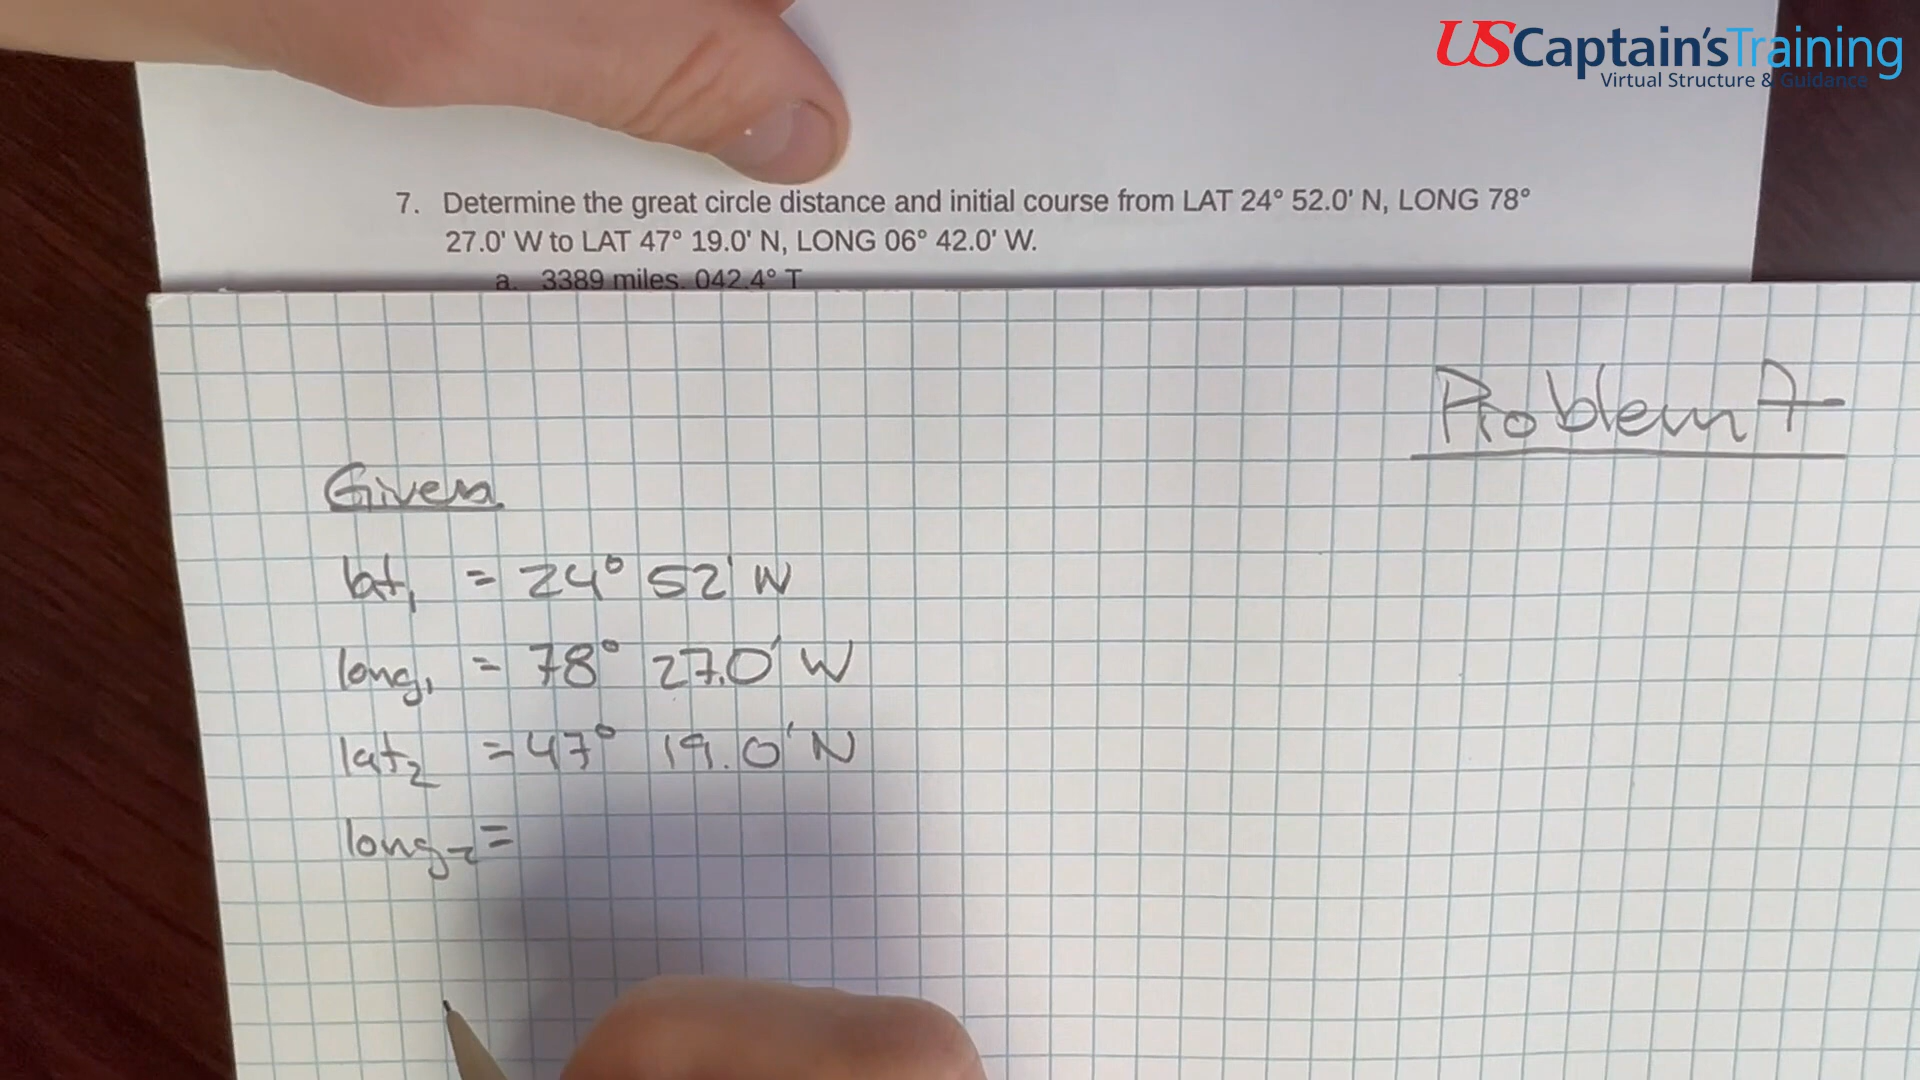 USCaptain'sTraining
Virtual Structure & Guidance
7. Determine the great circle distance and initial course from LAT 24° 52.0' N, LONG 78°
27.0' W to LAT 47° 19.0' N, LONG 06° 42.0' W.
a. 3389 miles, 042.4° T
Problem 7
Given
lat₁ = 24° 52' N
long₁ = 78° 27.0' W
lat₂ = 47° 19.0' N
long₂ =